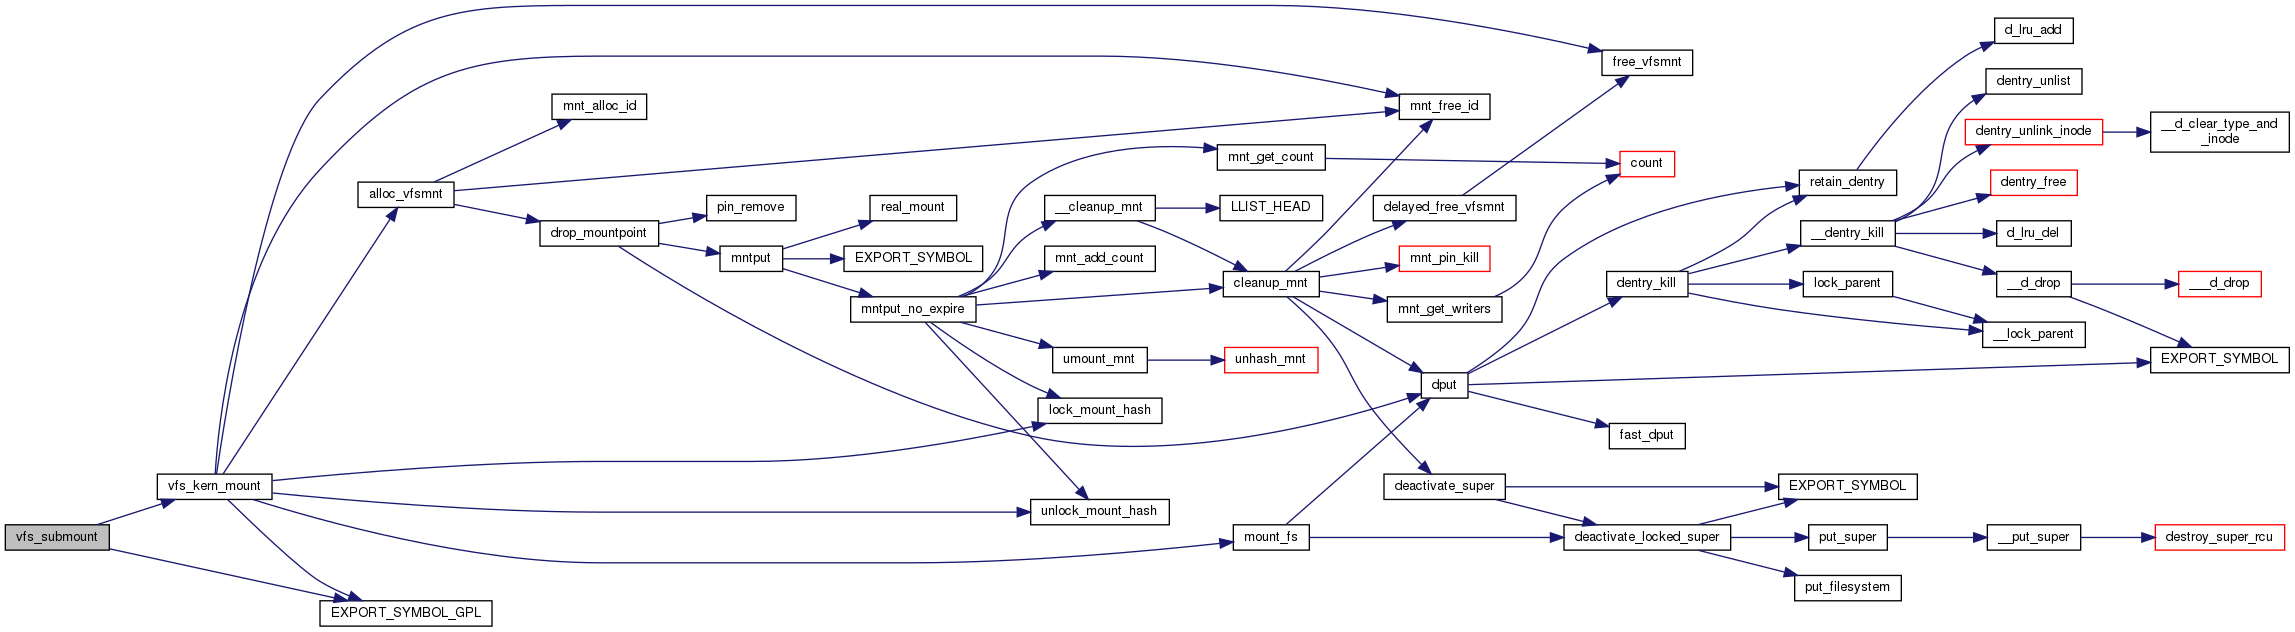 vfs_submount
vfs_kern_mount
EXPORT_SYMBOL_GPL
alloc_vfsmnt
mnt_alloc_id
drop_mountpoint
pin_remove
mntput
real_mount
EXPORT_SYMBOL
mntput_no_expire
mnt_get_count
__cleanup_mnt
LLIST_HEAD
mnt_add_count
cleanup_mnt
umount_mnt
unhash_mnt
lock_mount_hash
unlock_mount_hash
mount_fs
free_vfsmnt
mnt_free_id
count
delayed_free_vfsmnt
mnt_pin_kill
mnt_get_writers
dput
fast_dput
deactivate_super
deactivate_locked_super
EXPORT_SYMBOL
put_super
put_filesystem
__put_super
destroy_super_rcu
dentry_kill
retain_dentry
d_lru_add
__dentry_kill
dentry_unlist
dentry_unlink_inode
__d_clear_type_and
_inode
dentry_free
d_lru_del
__d_drop
___d_drop
lock_parent
__lock_parent
EXPORT_SYMBOL